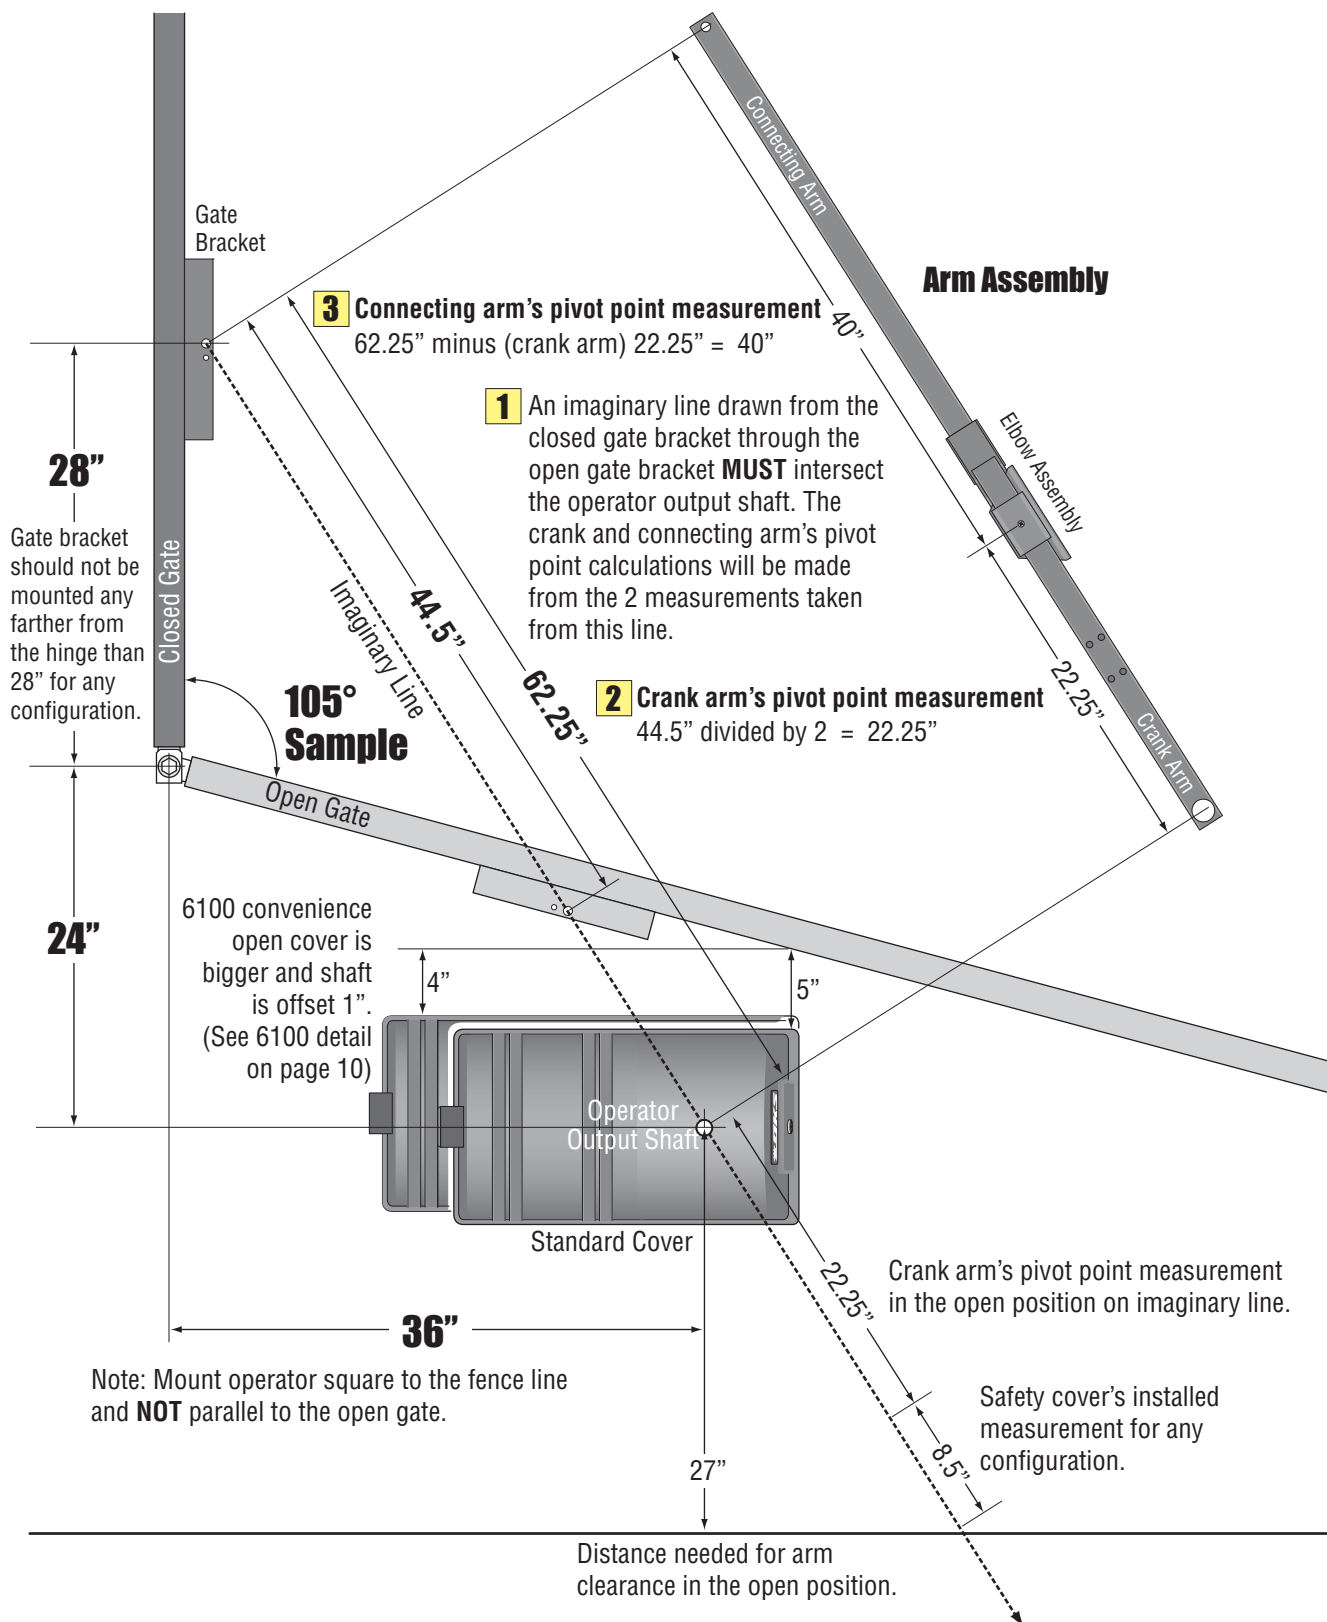 Gate
Bracket
Connecting Arm
Arm Assembly
3 Connecting arm’s pivot point measurement
62.25” minus (crank arm) 22.25” =  40”
40”
1 An imaginary line drawn from the
closed gate bracket through the
open gate bracket MUST intersect
the operator output shaft. The
crank and connecting arm’s pivot
point calculations will be made
from the 2 measurements taken
from this line.
Elbow Assembly
28”
Gate bracket
should not be
mounted any
farther from
the hinge than
28” for any
configuration.
Closed Gate
Imaginary Line
44.5”
62.25”
2 Crank arm’s pivot point measurement
44.5” divided by 2  =  22.25”
22.25”
Crank Arm
105°
Sample
Open Gate
24”
6100 convenience
open cover is
bigger and shaft
is offset 1”.
(See 6100 detail
on page 10)
4”
5”
Operator
Output Shaft
Standard Cover
22.25”
Crank arm’s pivot point measurement
in the open position on imaginary line.
36”
Note: Mount operator square to the fence line
and NOT parallel to the open gate.
Safety cover’s installed
measurement for any
configuration.
8.5”
27”
Distance needed for arm
clearance in the open position.